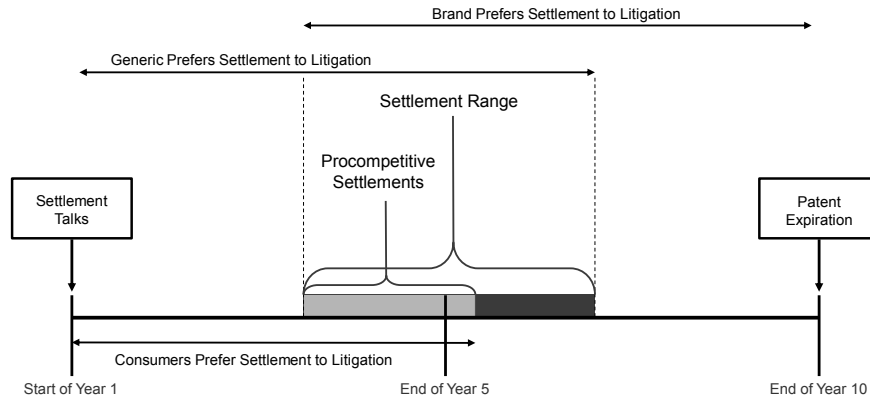 Brand Prefers Settlement to Litigation
Generic Prefers Settlement to Litigation
Settlement Range
Procompetitive
Settlements
Settlement
Talks
Patent
Expiration
Consumers Prefer Settlement to Litigation
Start of Year 1
End of Year 5
End of Year 10